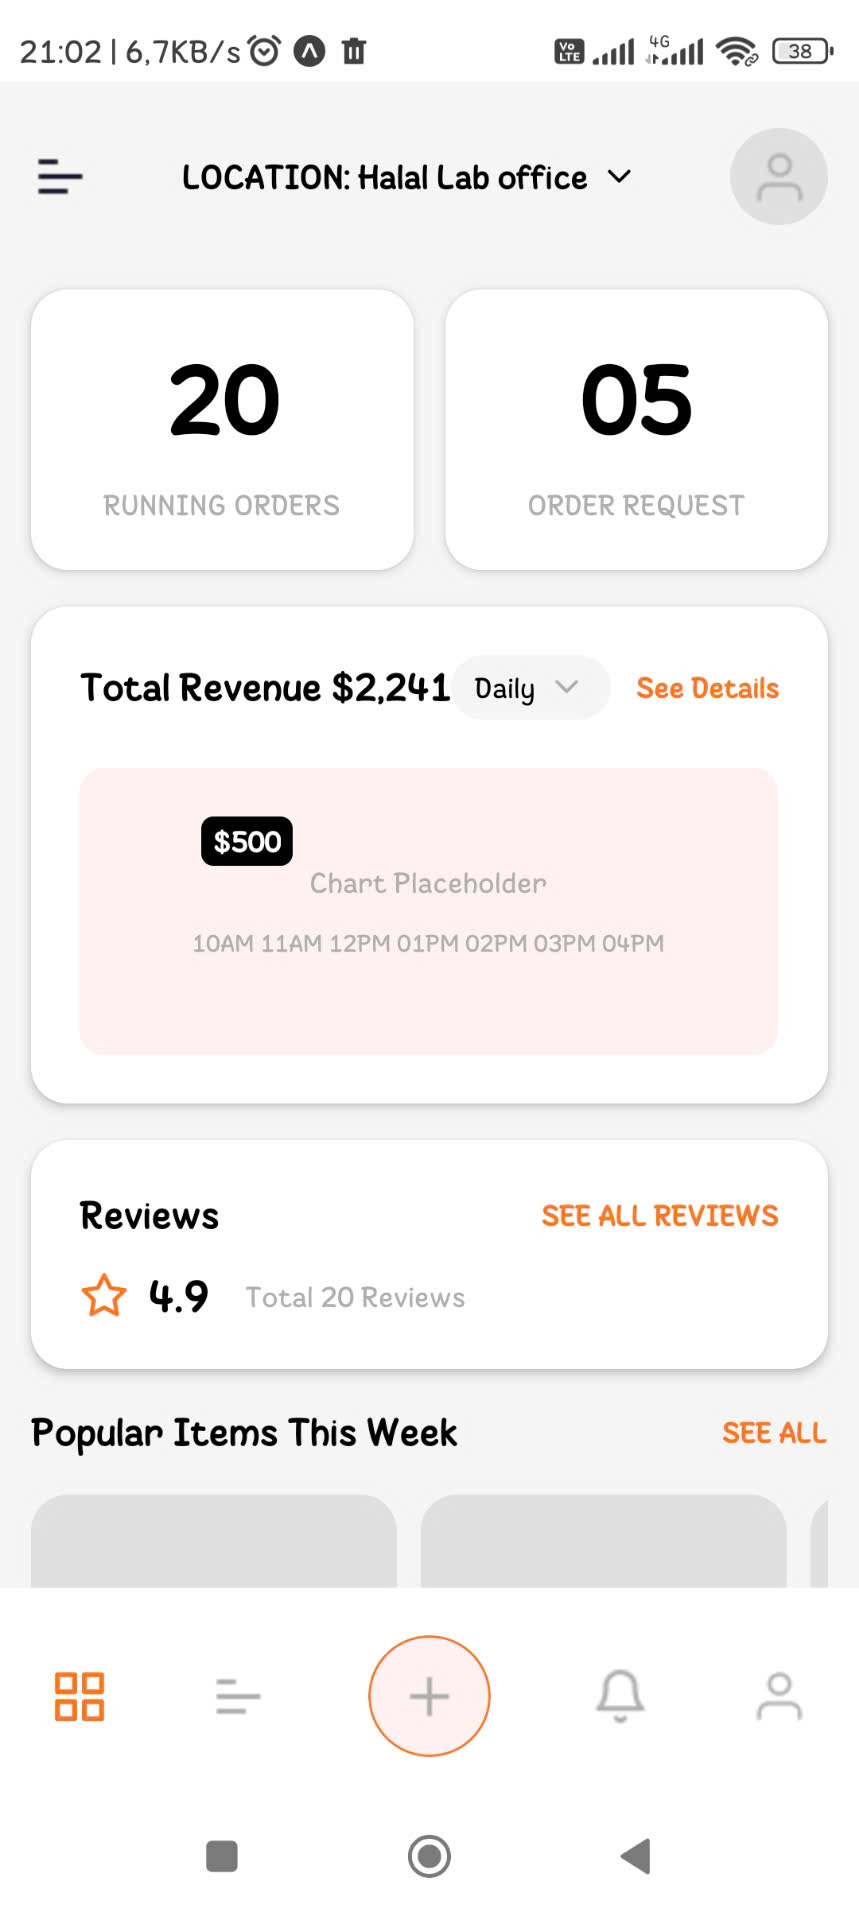 21:02 | 6,7KB/s Vo LTE 4G 38
LOCATION: Halal Lab office
20
RUNNING ORDERS
05
ORDER REQUEST
Total Revenue $2,241 Daily See Details
$500
Chart Placeholder
10AM 11AM 12PM 01PM 02PM 03PM 04PM
Reviews SEE ALL REVIEWS
4.9 Total 20 Reviews
Popular Items This Week SEE ALL